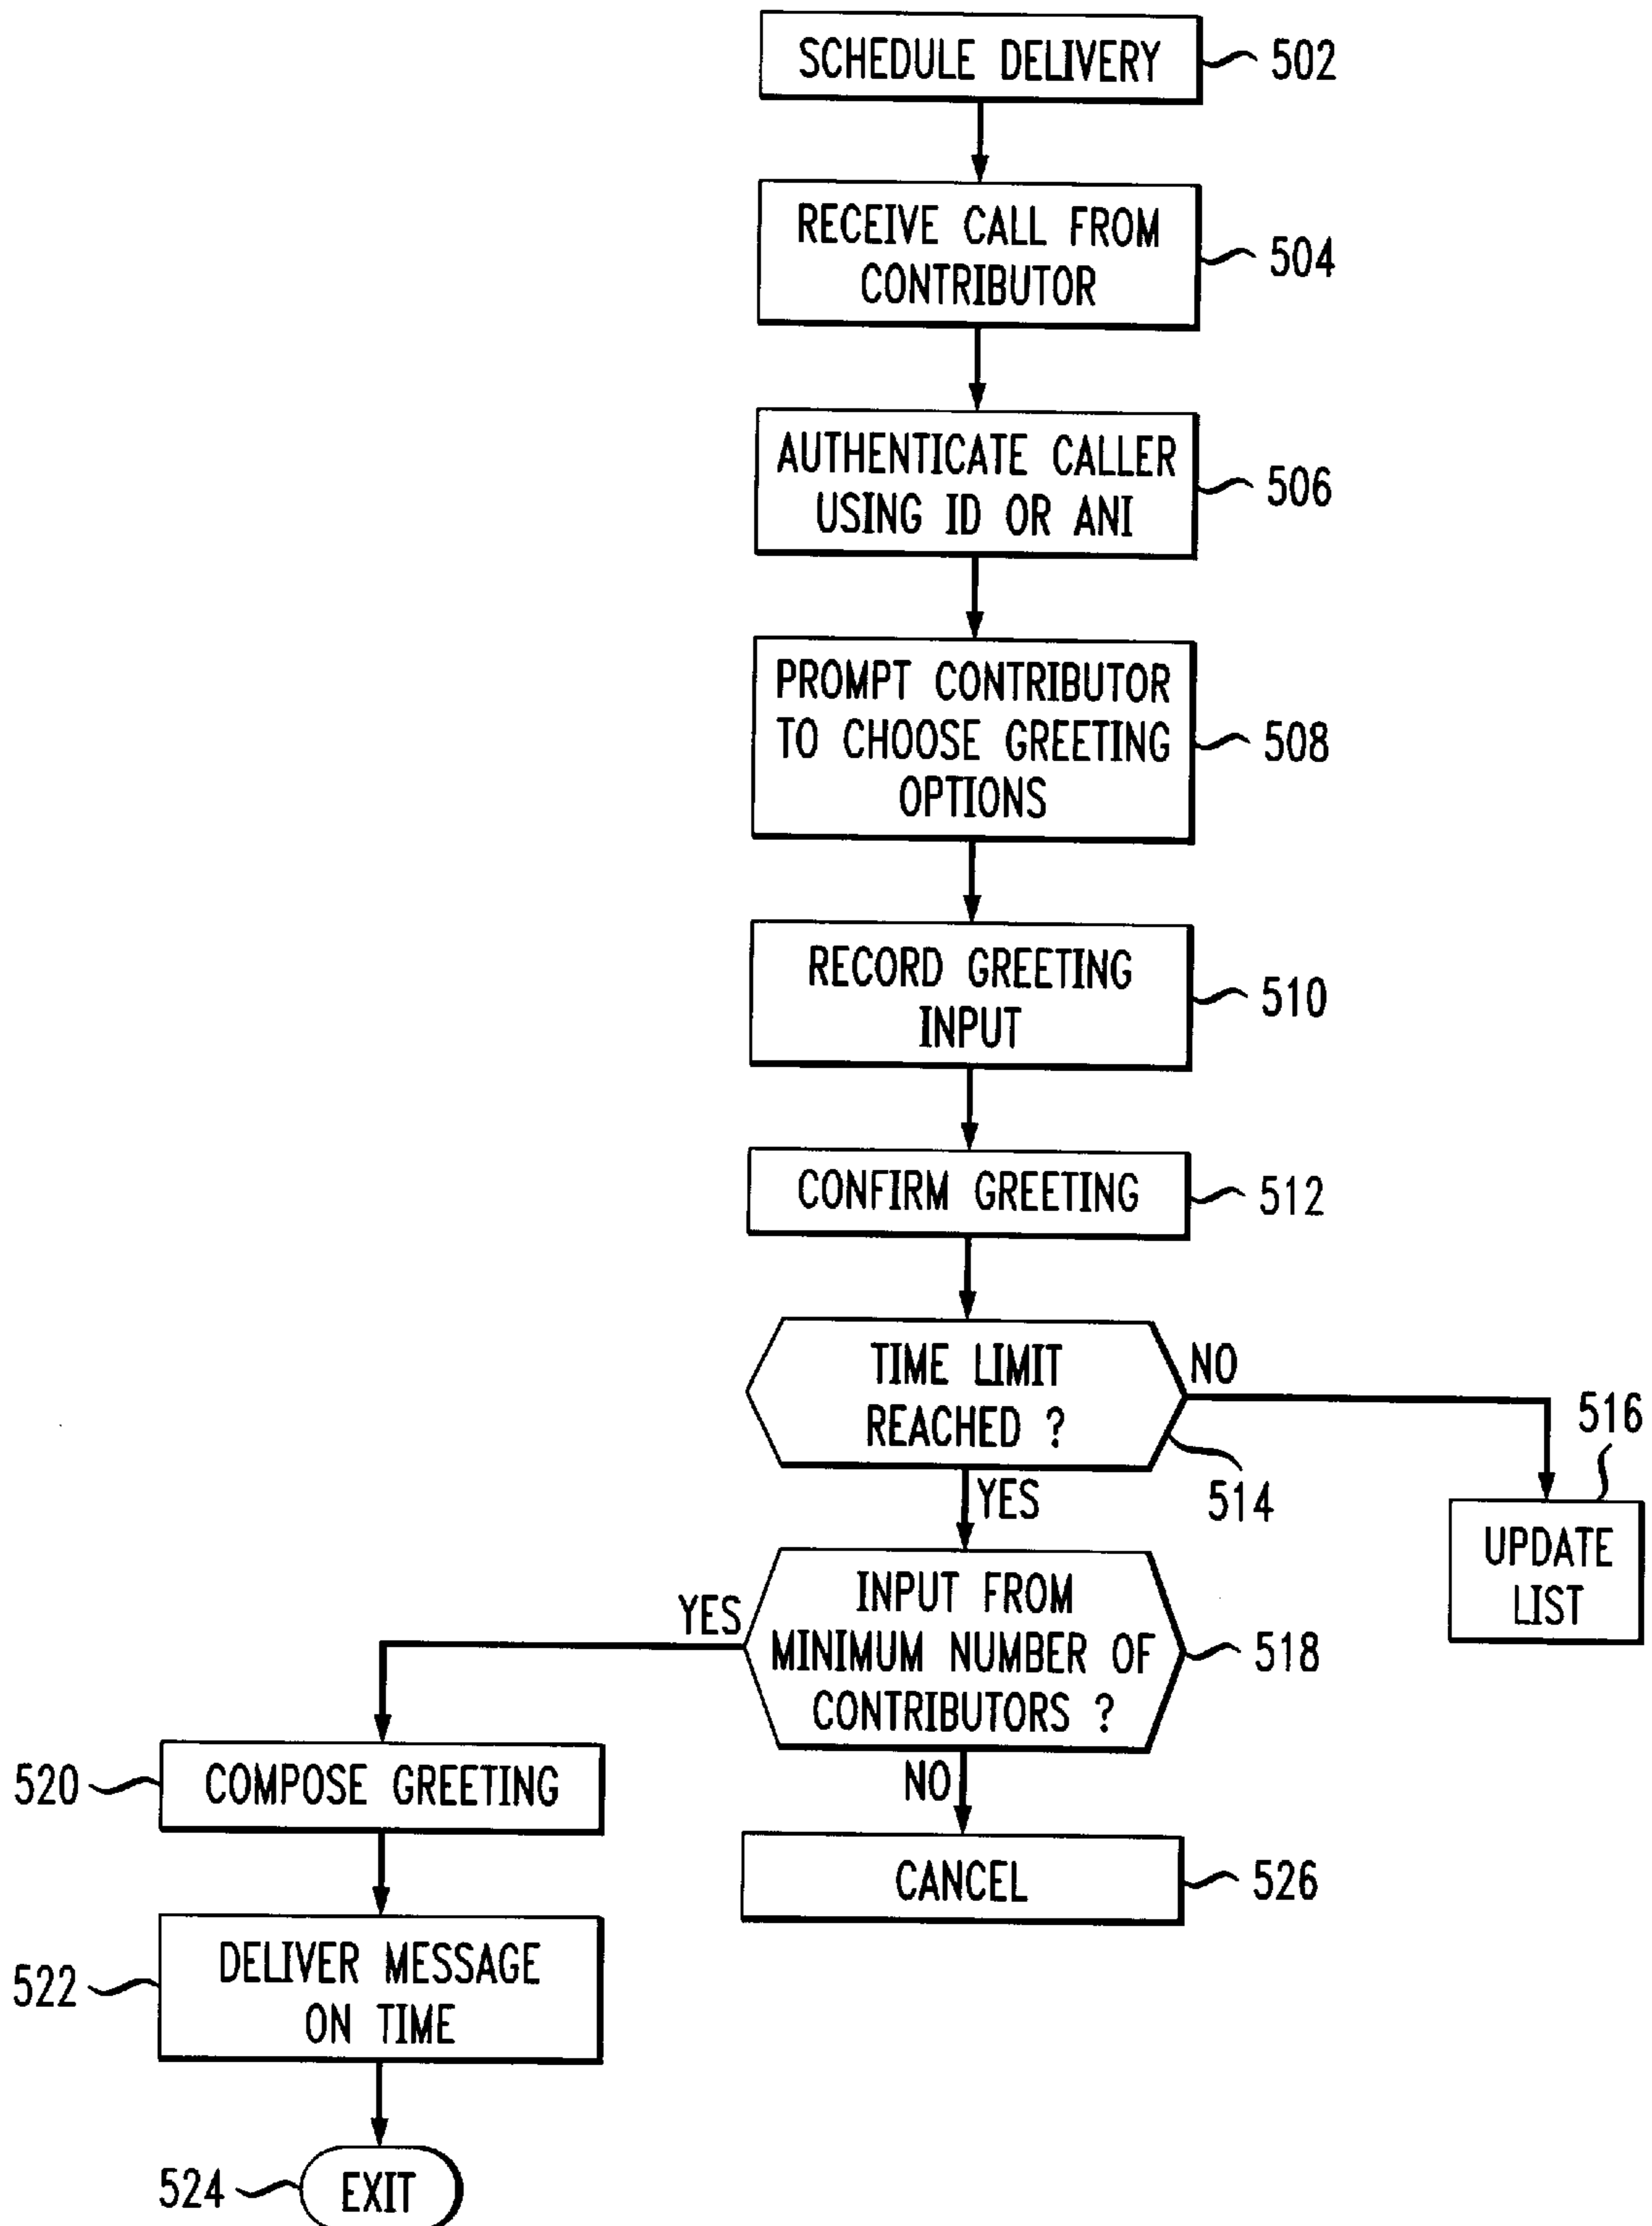 SCHEDULE DELIVERY
502
RECEIVE CALL FROM
CONTRIBUTOR
504
AUTHENTICATE CALLER
USING ID OR ANI
506
PROMPT CONTRIBUTOR
TO CHOOSE GREETING
OPTIONS
508
RECORD GREETING
INPUT
510
CONFIRM GREETING
512
TIME LIMIT
REACHED ?
NO
514
516
UPDATE
LIST
YES
INPUT FROM
MINIMUM NUMBER OF
CONTRIBUTORS ?
518
YES
520
COMPOSE GREETING
NO
CANCEL
526
522
DELIVER MESSAGE
ON TIME
524
EXIT